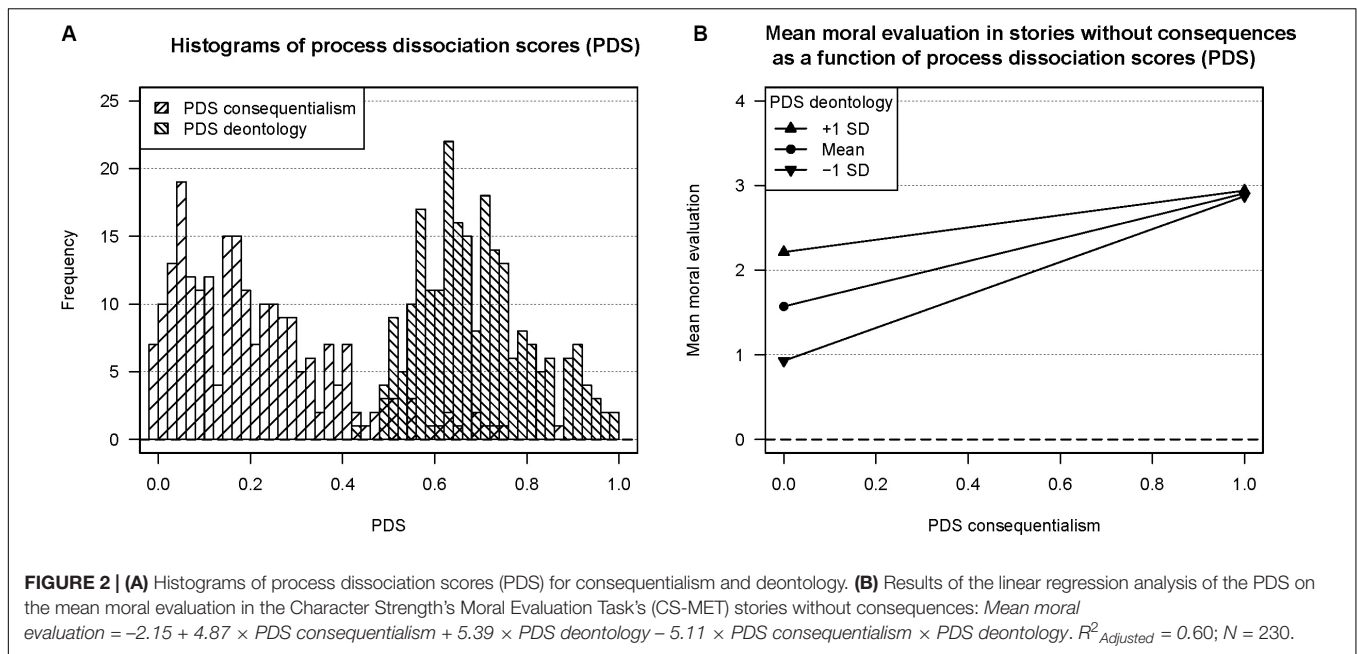 A
Histograms of process dissociation scores (PDS)
PDS consequentialism
PDS deontology
25
20
15
10
5
0
Frequency
0.0 0.2 0.4 0.6 0.8 1.0
PDS
B
Mean moral evaluation in stories without consequences
as a function of process dissociation scores (PDS)
PDS deontology
+1 SD
Mean
−1 SD
4
3
2
1
0
Mean moral evaluation
0.0 0.2 0.4 0.6 0.8 1.0
PDS consequentialism
FIGURE 2 | (A) Histograms of process dissociation scores (PDS) for consequentialism and deontology. (B) Results of the linear regression analysis of the PDS on
the mean moral evaluation in the Character Strength's Moral Evaluation Task's (CS-MET) stories without consequences: Mean moral
evaluation = –2.15 + 4.87 × PDS consequentialism + 5.39 × PDS deontology – 5.11 × PDS consequentialism × PDS deontology. R²Adjusted = 0.60; N = 230.